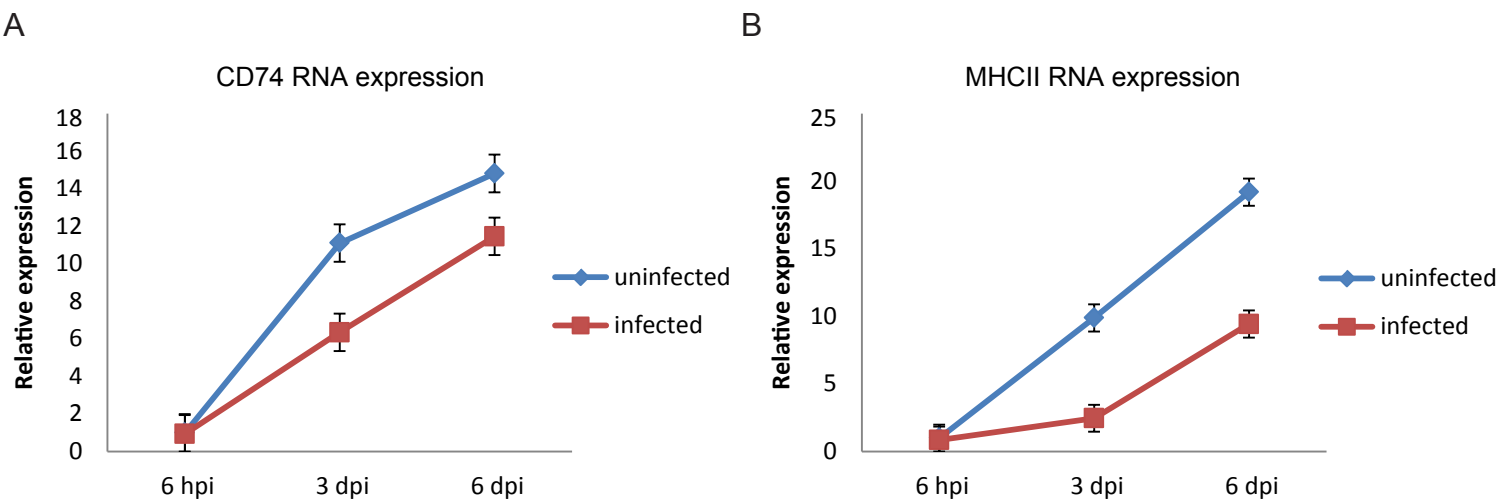 A
CD74 RNA expression
Relative expression
18
16
14
12
10
8
6
4
2
0
6 hpi 3 dpi 6 dpi
uninfected
infected
B
MHCII RNA expression
Relative expression
25
20
15
10
5
0
6 hpi 3 dpi 6 dpi
uninfected
infected